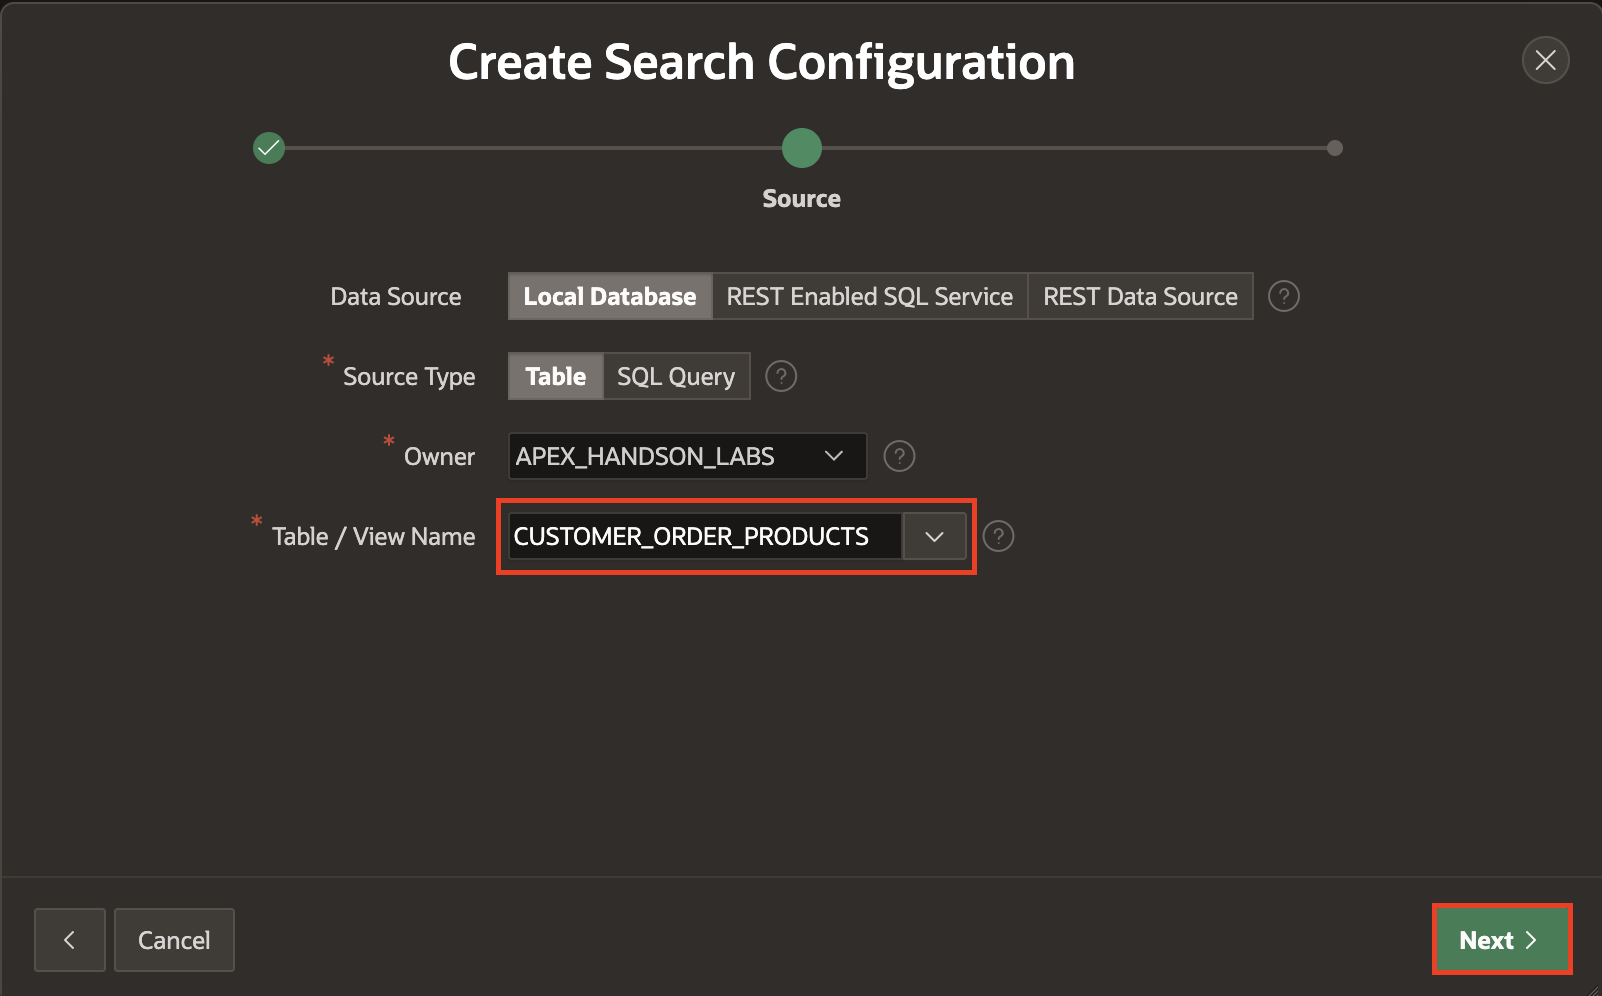 Create Search Configuration
Source
Data Source Local Database REST Enabled SQL Service REST Data Source ?
* Source Type Table SQL Query ?
* Owner APEX_HANDSON_LABS ?
* Table / View Name CUSTOMER_ORDER_PRODUCTS ?
Cancel Next